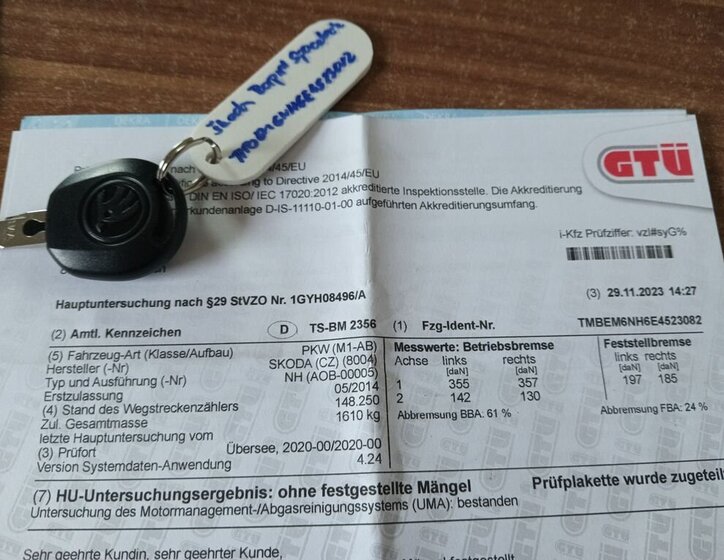 DEKRA
nach 4/45/EU
to Directive 2014/45/EU
DIN EN ISO/ IEC 17020:2012 akkreditierte Inspektionsstelle. Die Akkreditierung
rkundenanlage D-IS-11110-01-00 aufgeführten Akkreditierungsumfang.
GTÜ
i-Kfz Prüfziffer: vzl#syG%
(3) 29.11.2023 14:27
Hauptuntersuchung nach §29 StVZO Nr. 1GYH08496/A
(2) Amtl. Kennzeichen D TS-BM 2356
(1) Fzg-Ident-Nr. TMBEM6NH6E4523082
(5) Fahrzeug-Art (Klasse/Aufbau) PKW (M1-AB)
Hersteller (-Nr) SKODA (CZ) (8004)
Typ und Ausführung (-Nr) NH (AOB-00005)
Erstzulassung 05/2014
(4) Stand des Wegstreckenzählers 148.250
Zul. Gesamtmasse 1610 kg
letzte Hauptuntersuchung vom
(3) Prüfort Übersee, 2020-00/2020-00
Version Systemdaten-Anwendung 4.24
Messwerte: Betriebsbremse
Achse links rechts
[daN] [daN]
1 355 357
2 142 130
Abbremsung BBA: 61 %
Feststellbremse
links rechts
[daN] [daN]
197 185
Abbremsung FBA: 24 %
(7) HU-Untersuchungsergebnis: ohne festgestellte Mängel
Prüfplakette wurde zugeteil
Untersuchung des Motormanagement-/Abgasreinigungssystems (UMA): bestanden
Sehr geehrte Kundin, sehr geehrter Kunde,